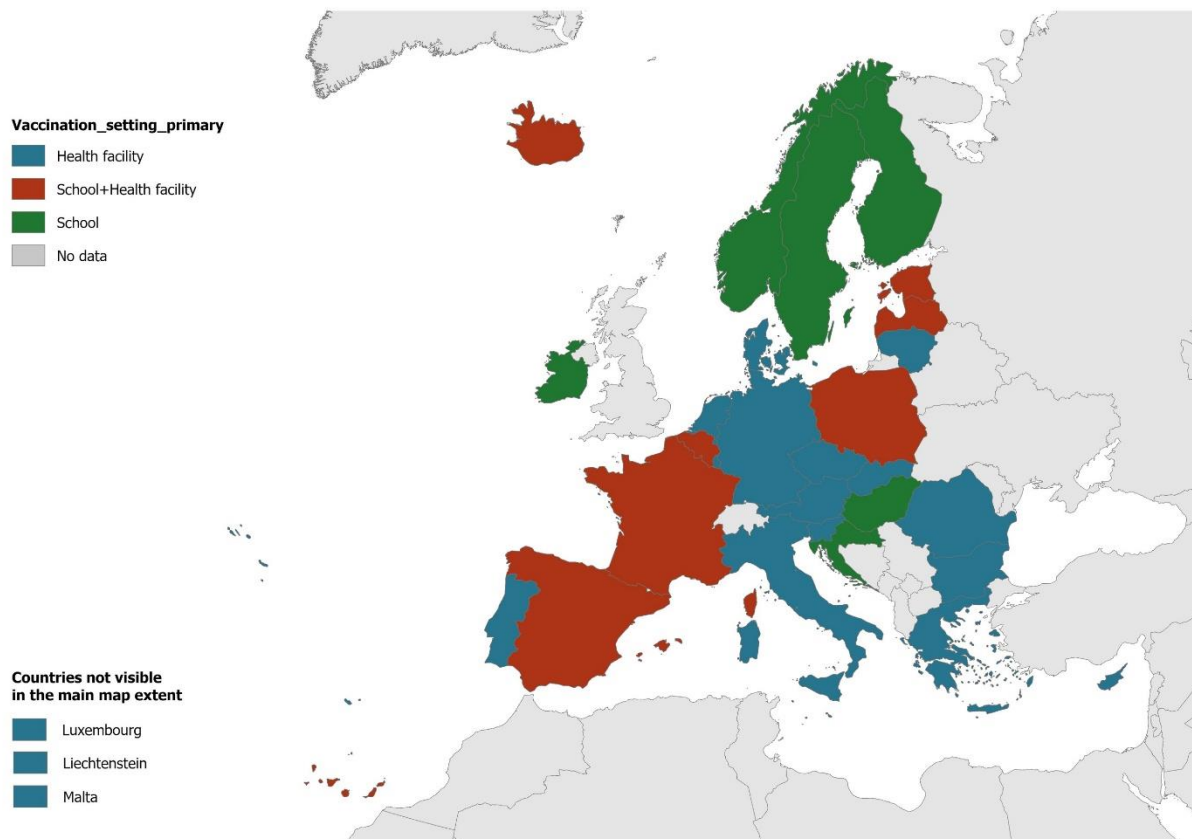 Vaccination_setting_primary
Health facility
School+Health facility
School
No data
Countries not visible
in the main map extent
Luxembourg
Liechtenstein
Malta